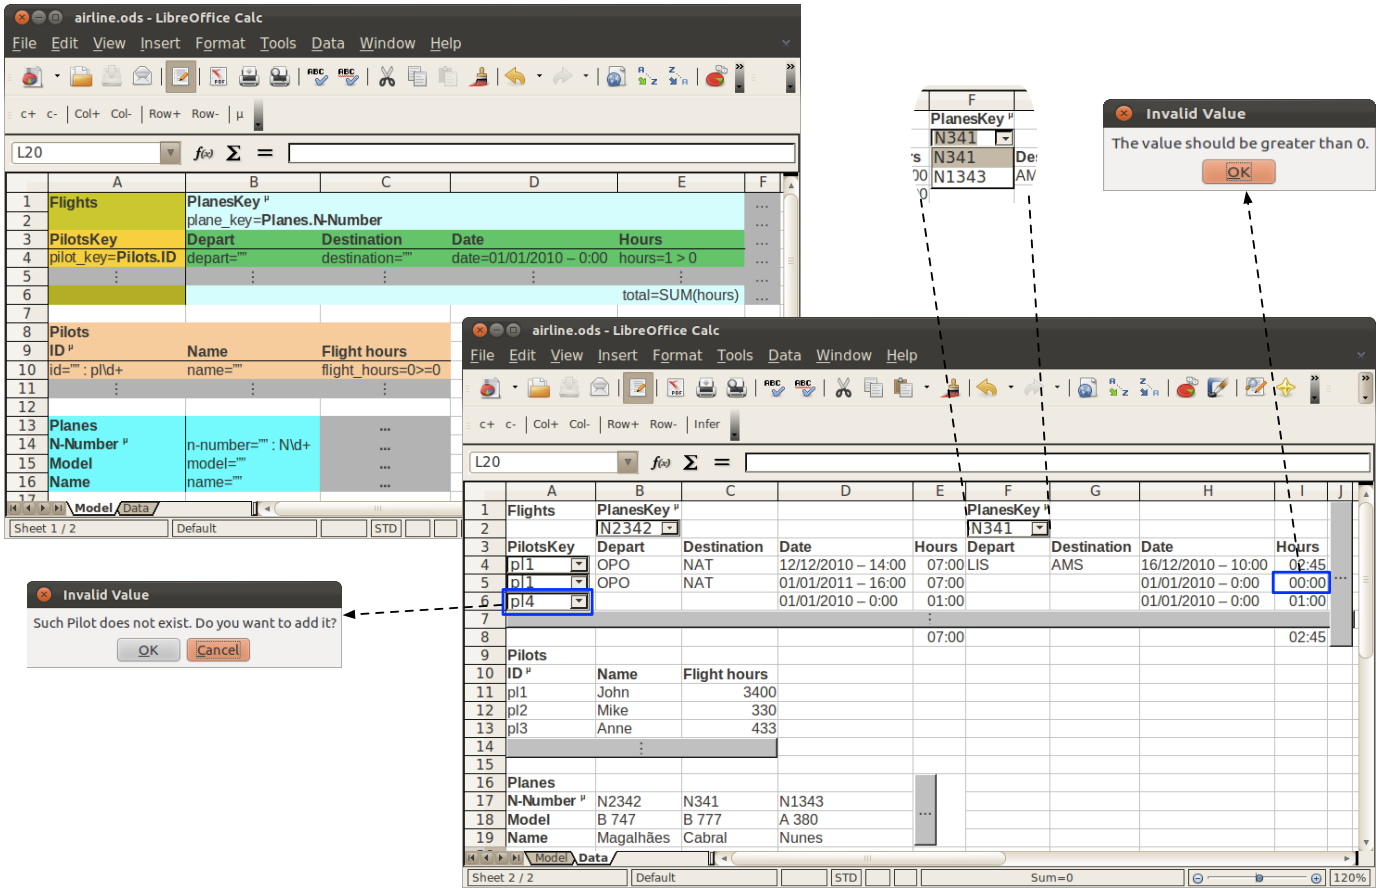 airline.ods - LibreOffice Calc
File Edit View Insert Format Tools Data Window Help
c+ c- Col+ Col- Row+ Row- μ
L20 f(x) Σ =
A B C D E F
1 Flights PlanesKey μ ...
2 plane_key=Planes.N-Number ...
3 PilotsKey Depart Destination Date Hours ...
4 pilot_key=Pilots.ID depart="" destination="" date=01/01/2010 – 0:00 hours=1 > 0 ...
5 ⋮ ⋮ ⋮ ⋮ ⋮ ...
6 total=SUM(hours) ...
7
8 Pilots
9 ID μ Name Flight hours
10 id="" : pl\d+ name="" flight_hours=0>=0
11 ⋮ ⋮ ⋮
12
13 Planes ...
14 N-Number μ n-number="" : N\d+ ...
15 Model model="" ...
16 Name name="" ...
17
Model Data
Sheet 1 / 2 Default STD
F
PlanesKey μ
N341
N341
N1343
Invalid Value
The value should be greater than 0.
OK
airline.ods - LibreOffice Calc
File Edit View Insert Format Tools Data Window Help
c+ c- Col+ Col- Row+ Row- Infer
L20 f(x) Σ =
A B C D E F G H I J
1 Flights PlanesKey μ PlanesKey μ
2 N2342 N341
3 PilotsKey Depart Destination Date Hours Depart Destination Date Hours
4 pl1 OPO NAT 12/12/2010 – 14:00 07:00 LIS AMS 16/12/2010 – 10:00 02:45
5 pl1 OPO NAT 01/01/2011 – 16:00 07:00 01/01/2010 – 0:00 00:00 ...
6 pl4 01/01/2010 – 0:00 01:00 01/01/2010 – 0:00 01:00
7 ⋮
8 07:00 02:45
9 Pilots
10 ID μ Name Flight hours
11 pl1 John 3400
12 pl2 Mike 330
13 pl3 Anne 433
14 ⋮
15
16 Planes
17 N-Number μ N2342 N341 N1343
18 Model B 747 B 777 A 380 ...
19 Name Magalhães Cabral Nunes
Model Data
Sheet 2 / 2 Default STD Sum=0 120%
Invalid Value
Such Pilot does not exist. Do you want to add it?
OK Cancel